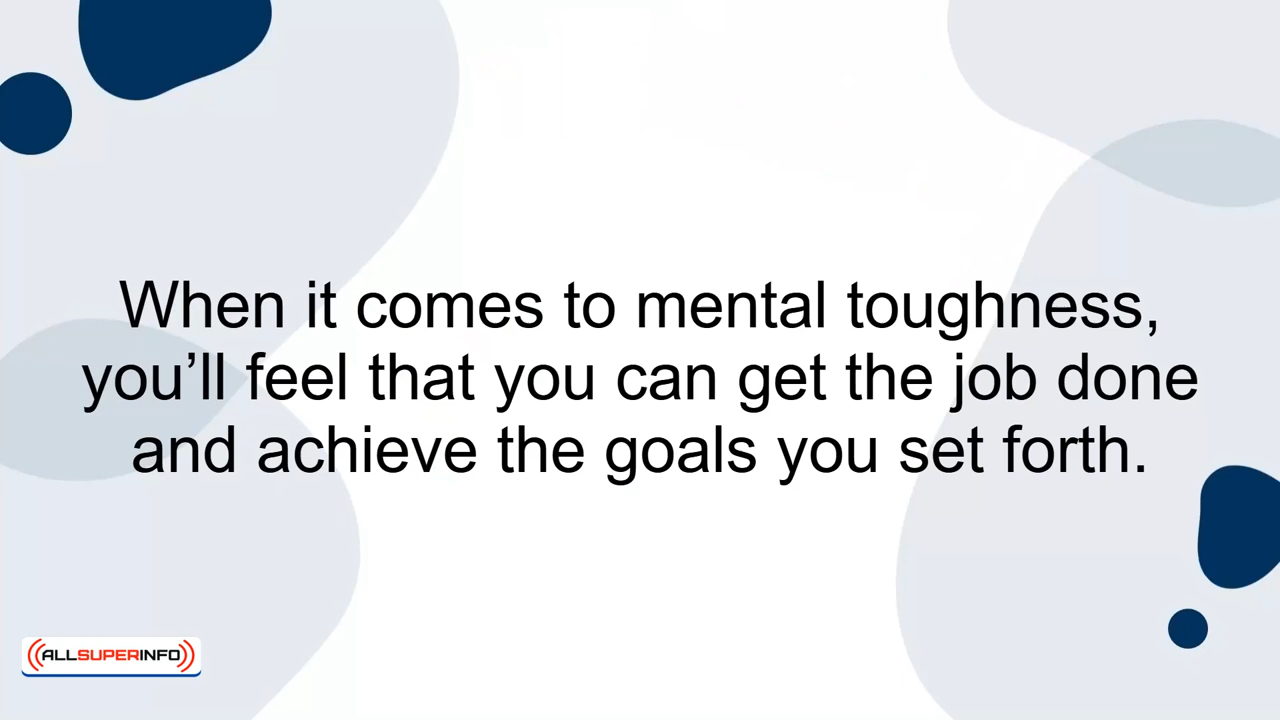 When it comes to mental toughness,
you’ll feel that you can get the job done
and achieve the goals you set forth.
ALLSUPERINFO